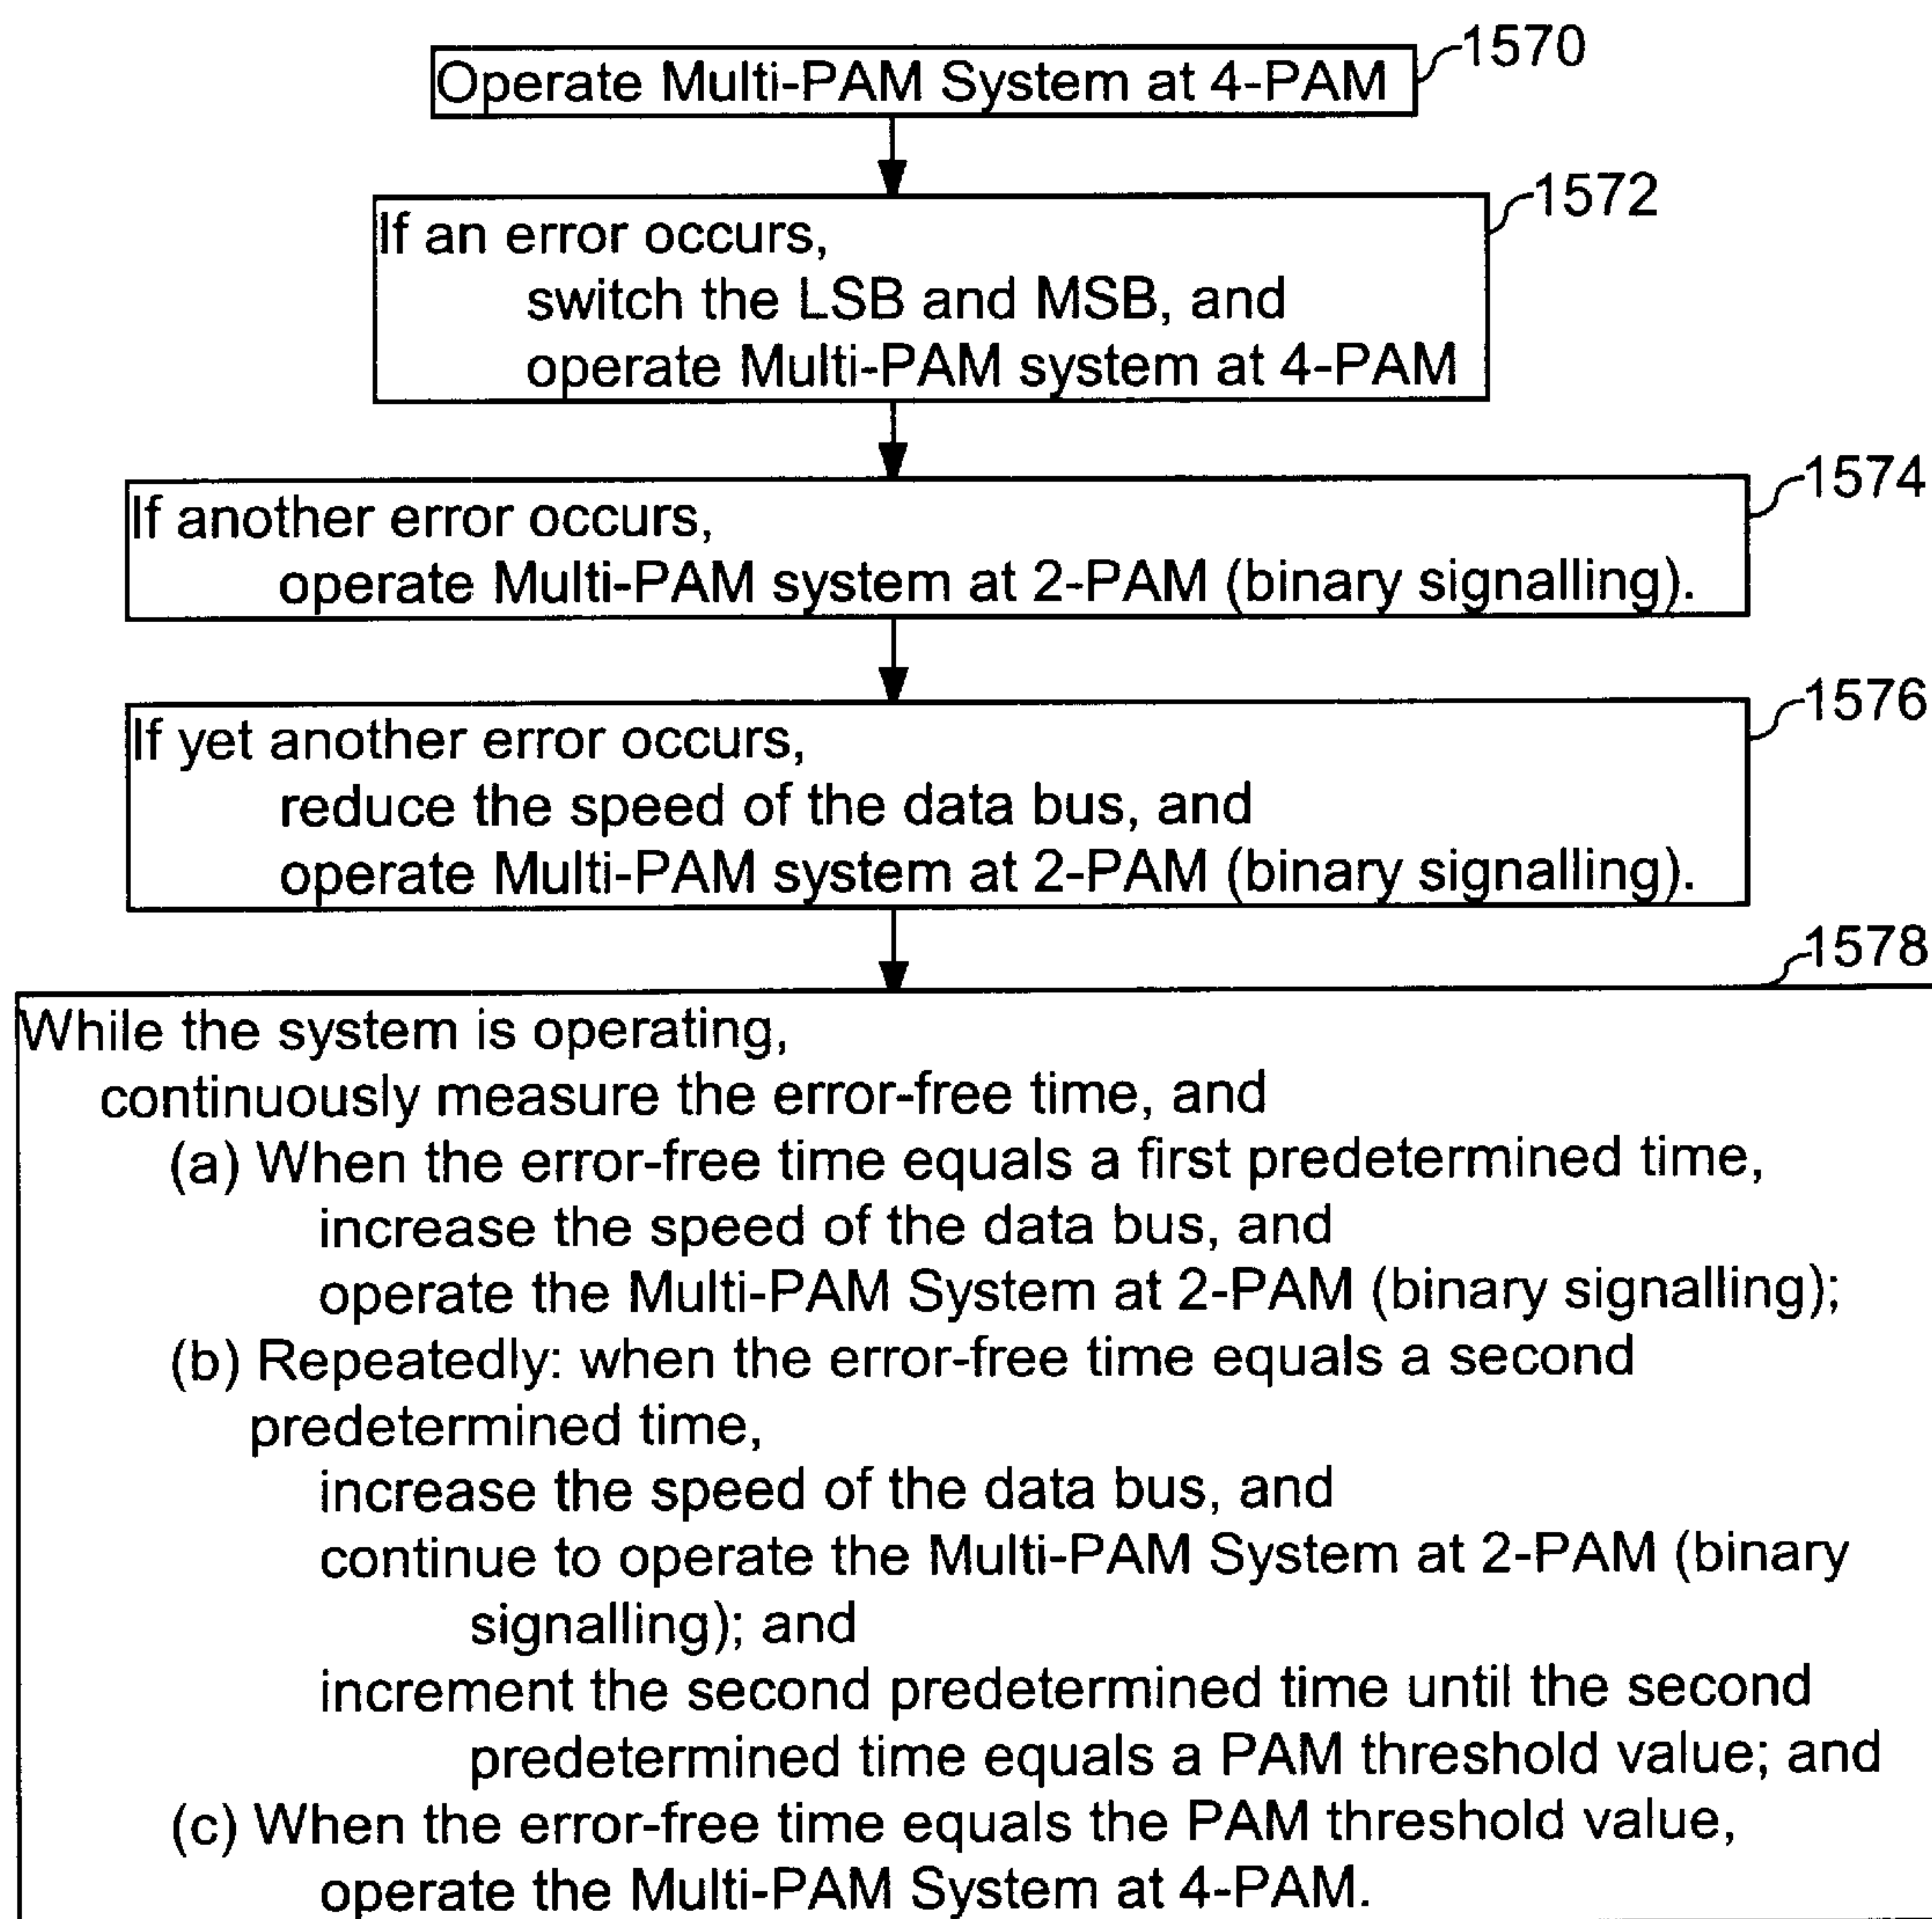 Operate Multi-PAM System at 4-PAM
1570
1572
If an error occurs,
switch the LSB and MSB, and
operate Multi-PAM system at 4-PAM
1574
If another error occurs,
operate Multi-PAM system at 2-PAM (binary signalling).
1576
If yet another error occurs,
reduce the speed of the data bus, and
operate Multi-PAM system at 2-PAM (binary signalling).
1578
While the system is operating,
continuously measure the error-free time, and
(a) When the error-free time equals a first predetermined time,
increase the speed of the data bus, and
operate the Multi-PAM System at 2-PAM (binary signalling);
(b) Repeatedly: when the error-free time equals a second
predetermined time,
increase the speed of the data bus, and
continue to operate the Multi-PAM System at 2-PAM (binary
signalling); and
increment the second predetermined time until the second
predetermined time equals a PAM threshold value; and
(c) When the error-free time equals the PAM threshold value,
operate the Multi-PAM System at 4-PAM.